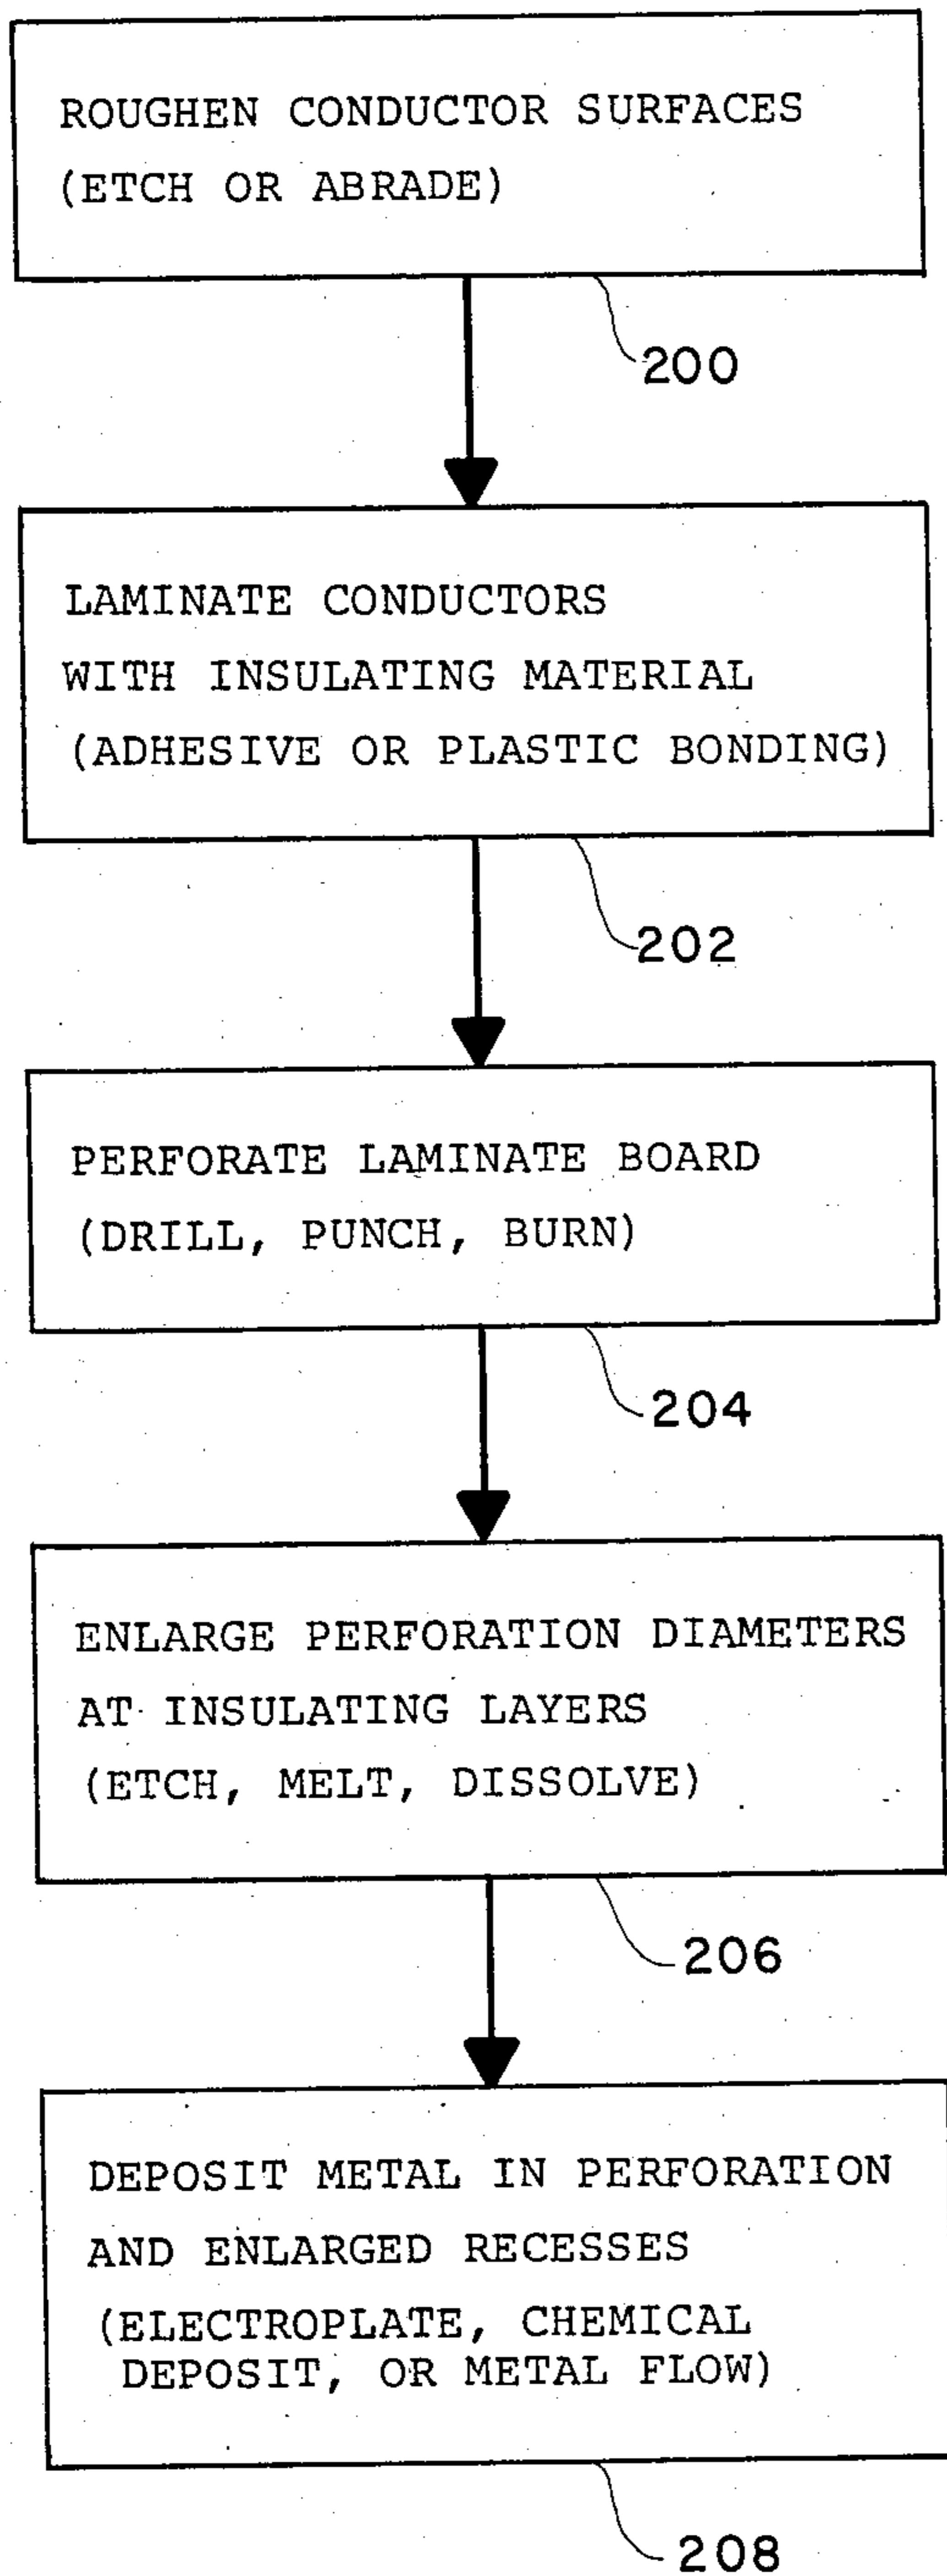 ROUGHEN CONDUCTOR SURFACES
(ETCH OR ABRADE)
200
LAMINATE CONDUCTORS
WITH INSULATING MATERIAL
(ADHESIVE OR PLASTIC BONDING)
202
PERFORATE LAMINATE BOARD
(DRILL, PUNCH, BURN)
204
ENLARGE PERFORATION DIAMETERS
AT INSULATING LAYERS
(ETCH, MELT, DISSOLVE)
206
DEPOSIT METAL IN PERFORATION
AND ENLARGED RECESSES
(ELECTROPLATE, CHEMICAL
DEPOSIT, OR METAL FLOW)
208